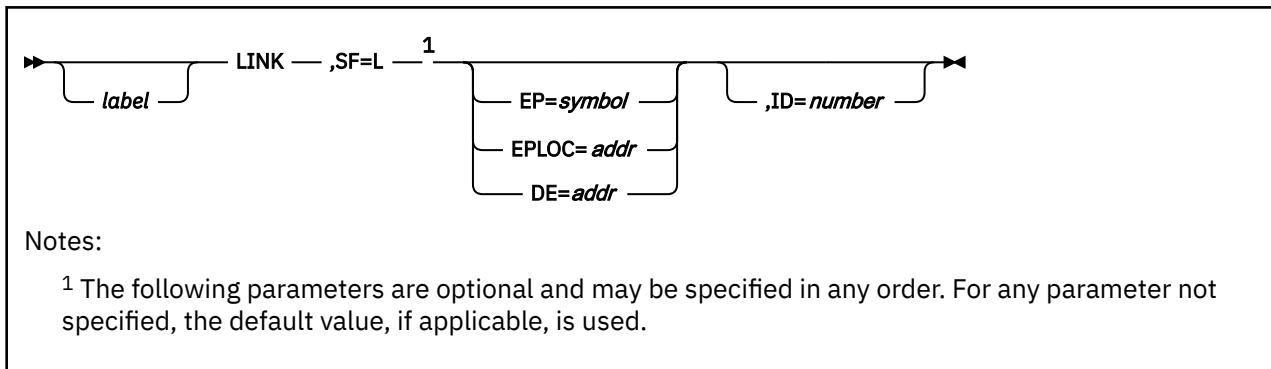 label LINK ,SF=L 1
EP=symbol
,ID=number
EPLOC=addr
DE=addr
Notes:
1 The following parameters are optional and may be specified in any order. For any parameter not
specified, the default value, if applicable, is used.